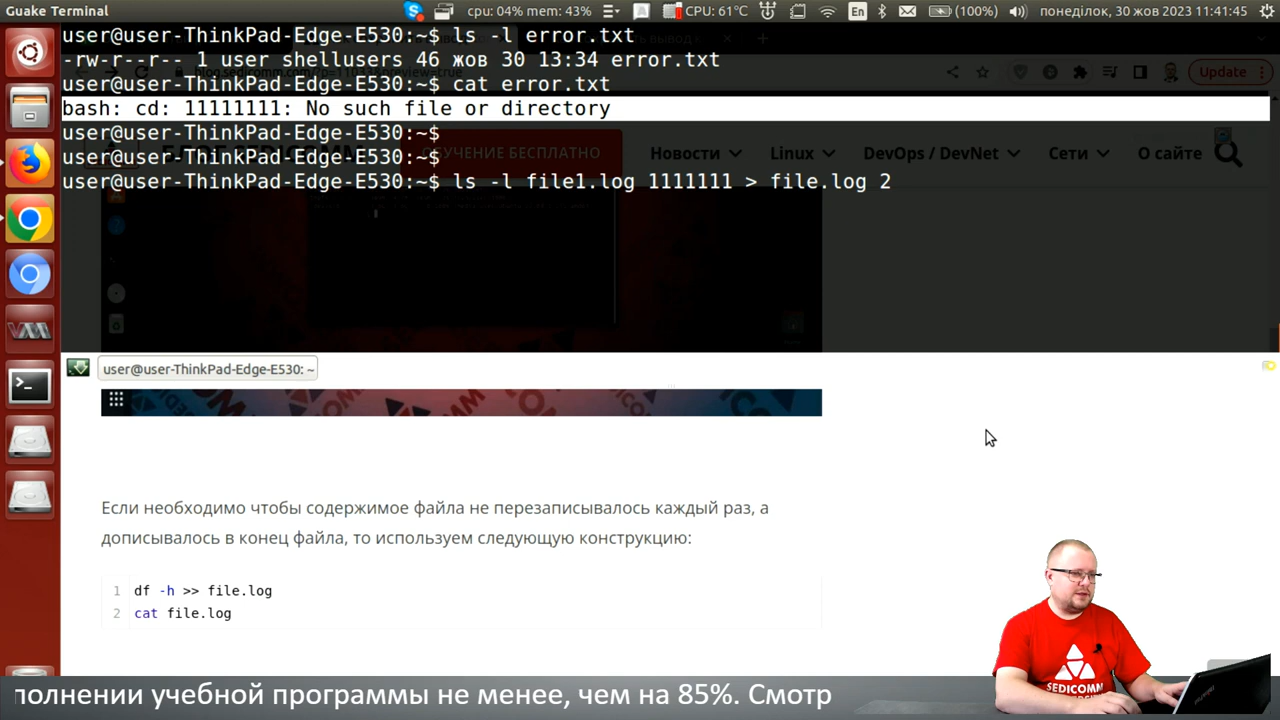 Guake Terminal
cpu: 04% mem: 43%
CPU: 61°C
En
(100%)
понеділок, 30 жов 2023 11:41:45
user@user-ThinkPad-Edge-E530:~$ ls -l error.txt
-rw-r--r-- 1 user shellusers 46 жов 30 13:34 error.txt
Update
user@user-ThinkPad-Edge-E530:~$ cat error.txt
bash: cd: 11111111: No such file or directory
user@user-ThinkPad-Edge-E530:~$
user@user-ThinkPad-Edge-E530:~$
ОБУЧЕНИЕ БЕСПЛАТНО
Новости
Linux
DevOps / DevNet
Сети
О сайте
user@user-ThinkPad-Edge-E530:~$ ls -l file1.log 1111111 > file.log 2
user@user-ThinkPad-Edge-E530: ~
Если необходимо чтобы содержимое файла не перезаписывалось каждый раз, а
дописывалось в конец файла, то используем следующую конструкцию:
1 df -h >> file.log
2 cat file.log
SEDICOMM
UNIVERSITY
полнении учебной программы не менее, чем на 85%. Смотр